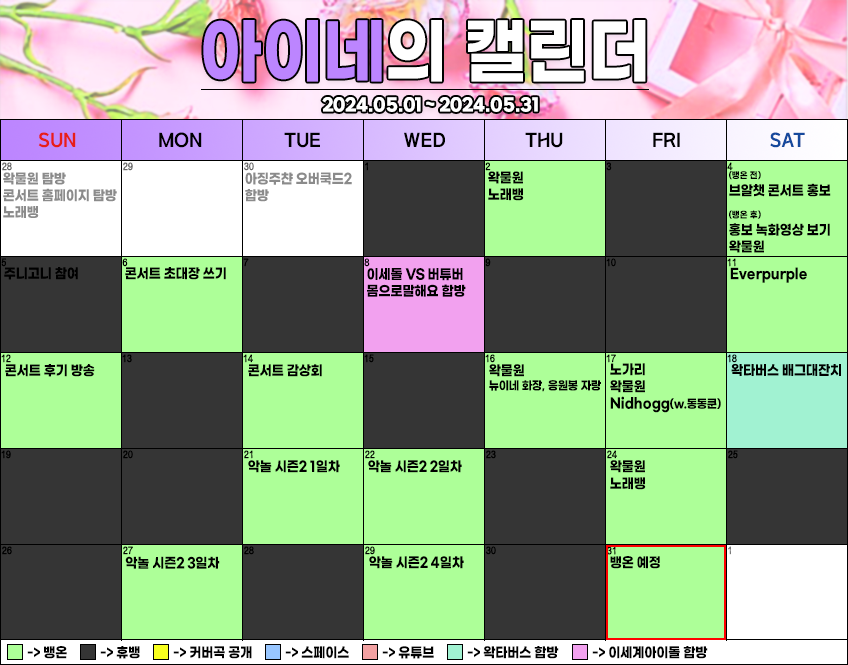 아이네의 캘린더
2024.05.01 ~ 2024.05.31
SUN MON TUE WED THU FRI SAT
28
왁물원 탐방
콘서트 홈페이지 탐방
노래뱅
29
30
아징주챤 오버쿡드2
합방
1
2
왁물원
노래뱅
3
4
(뱅온 전)
브알챗 콘서트 홍보
(뱅온 후)
홍보 녹화영상 보기
왁물원
5
주니고니 참여
6
콘서트 초대장 쓰기
7
8
이세돌 VS 버튜버
몸으로말해요 합방
9
10
11
Everpurple
12
콘서트 후기 방송
13
14
콘서트 감상회
15
16
왁물원
뉴이네 화장, 응원봉 자랑
17
노가리
왁물원
Nidhogg(w.동동쿤)
18
왁타버스 배그대잔치
19
20
21
악놀 시즌2 1일차
22
악놀 시즌2 2일차
23
24
왁물원
노래뱅
25
26
27
악놀 시즌2 3일차
28
29
악놀 시즌2 4일차
30
31
뱅온 예정
1
-> 뱅온 -> 휴뱅 -> 커버곡 공개 -> 스페이스 -> 유튜브 -> 왁타버스 합방 -> 이세계아이돌 합방